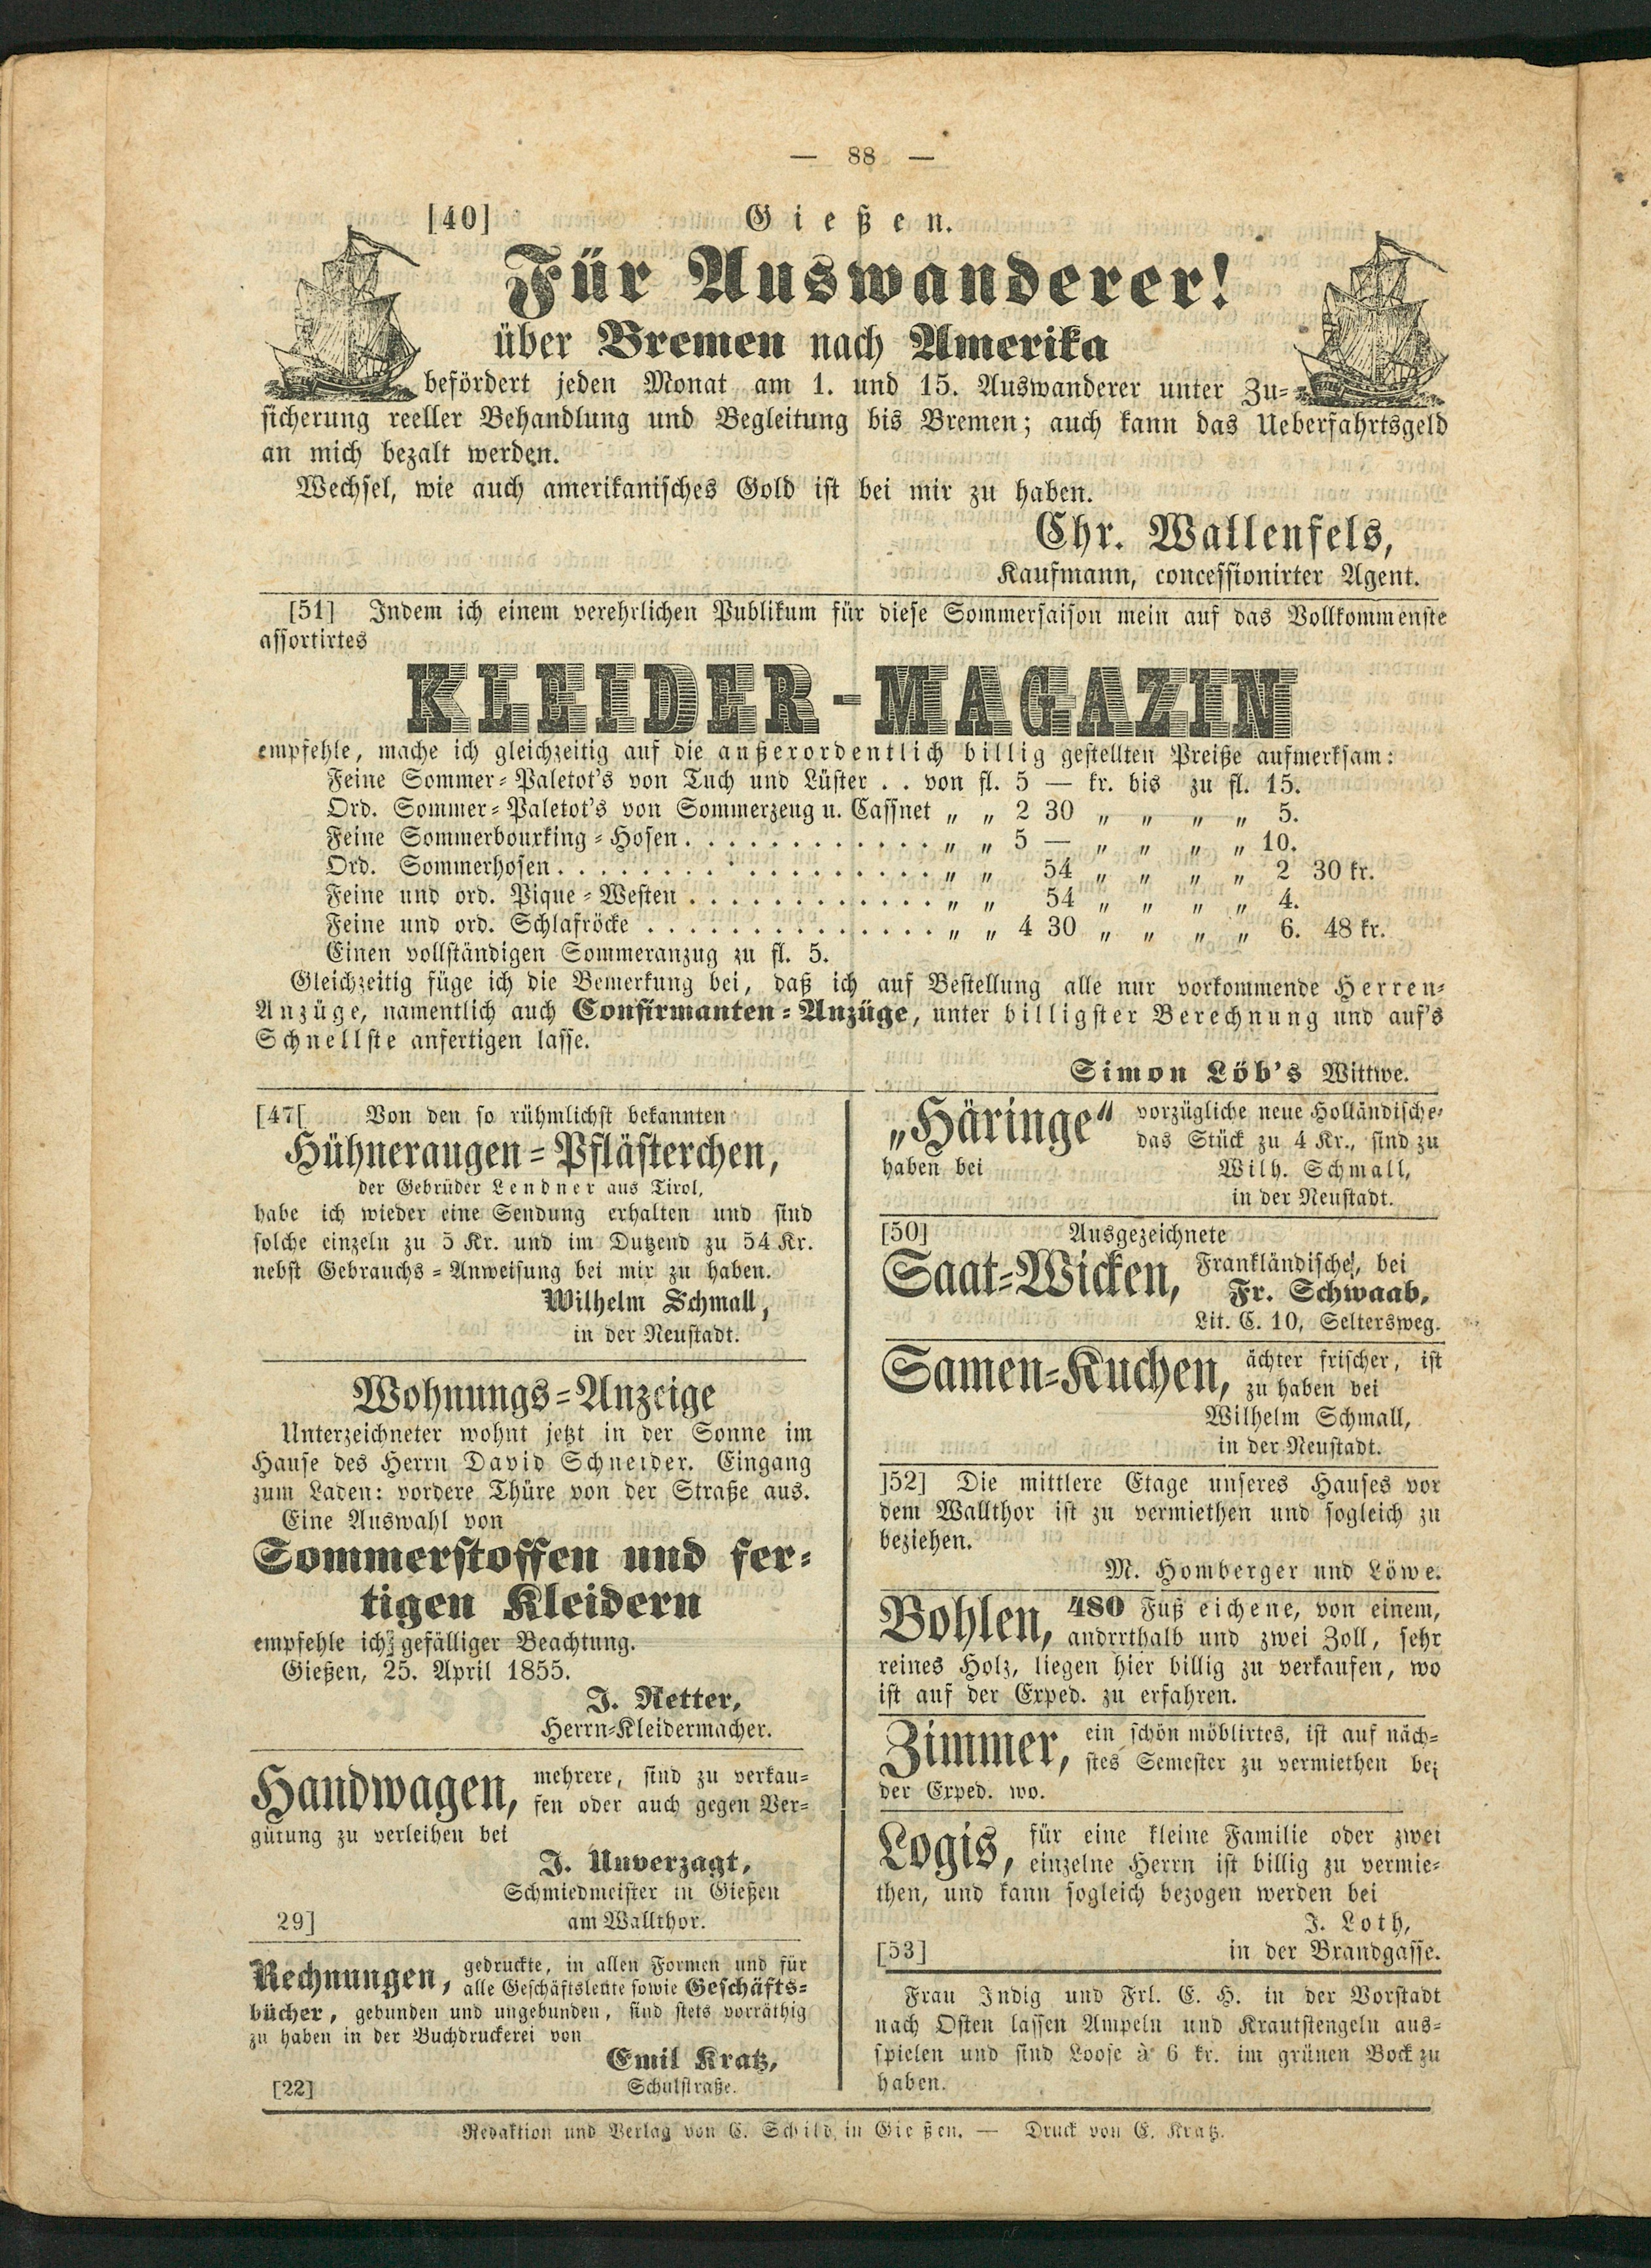 — 88 —
[40] Gießen.
Für Auswanderer!
über Bremen nach Amerika
befördert jeden Monat am 1. und 15. Auswanderer unter Zu-
sicherung reeller Behandlung und Begleitung bis Bremen; auch kann das Ueberfahrtsgeld
an mich bezalt werden.
Wechsel, wie auch amerikanisches Gold ist bei mir zu haben.
Chr. Wallenfels,
Kaufmann, concessionirter Agent.
[51] Indem ich einem verehrlichen Publikum für diese Sommersaison mein auf das Vollkommenste
assortirtes
KLEIDER-MAGAZIN
empfehle, mache ich gleichzeitig auf die außerordentlich billig gestellten Preiße aufmerksam:
Feine Sommer-Paletot's von Tuch und Lüster . . von fl. 5 — kr. bis zu fl. 15.
Ord. Sommer-Paletot's von Sommerzeug u. Cassnet „ „ 2 30 „ „ „ „ 5.
Feine Sommerbourking-Hosen . . . . . . . . . . . . „ „ 5 — „ „ „ „ 10.
Ord. Sommerhosen . . . . . . . . . . . . . . . . . . „ „ 54 „ „ „ „ 2 30 kr.
Feine und ord. Pique-Westen . . . . . . . . . . . . „ „ 54 „ „ „ „ 4.
Feine und ord. Schlafröcke . . . . . . . . . . . . . . „ „ 4 30 „ „ „ „ 6. 48 kr.
Einen vollständigen Sommeranzug zu fl. 5.
Gleichzeitig füge ich die Bemerkung bei, daß ich auf Bestellung alle nur vorkommende Herren-
Anzüge, namentlich auch Confirmanten-Anzüge, unter billigster Berechnung und auf's
Schnellste anfertigen lasse.
Simon Löb's Wittwe.
[47[ Von den so rühmlichst bekannten
Hühneraugen-Pflästerchen,
der Gebrüder Lendner aus Tirol,
habe ich wieder eine Sendung erhalten und sind
solche einzeln zu 5 Kr. und im Dutzend zu 54 Kr.
nebst Gebrauchs-Anweisung bei mir zu haben.
Wilhelm Schmall,
in der Neustadt.
Wohnungs-Anzeige
Unterzeichneter wohnt jetzt in der Sonne im
Hause des Herrn David Schneider. Eingang
zum Laden: vordere Thüre von der Straße aus.
Eine Auswahl von
Sommerstoffen und fer-
tigen Kleidern
empfehle ich gefälliger Beachtung.
Gießen, 25. April 1855.
J. Retter,
Herrn-Kleidermacher.
Handwagen, mehrere, sind zu verkau-
fen oder auch gegen Ver-
gütung zu verleihen bei
J. Unverzagt,
Schmiedmeister in Gießen
29] am Wallthor.
Rechnungen, gedruckte, in allen Formen und für
alle Geschäftsleute sowie Geschäfts-
bücher, gebunden und ungebunden, sind stets vorräthig
zu haben in der Buchdruckerei von
Emil Kratz,
[22] Schulstraße.
„Häringe“ vorzügliche neue Holländische,
das Stück zu 4 Kr., sind zu
haben bei Wilh. Schmall,
in der Neustadt.
[50] Ausgezeichnete
Saat-Wicken, Frankländische, bei
Fr. Schwaab,
Lit. C. 10, Seltersweg.
Samen-Kuchen, ächter frischer, ist
zu haben bei
Wilhelm Schmall,
in der Neustadt.
]52] Die mittlere Etage unseres Hauses vor
dem Wallthor ist zu vermiethen und sogleich zu
beziehen.
M. Homberger und Löwe.
Bohlen, 480 Fuß eichene, von einem,
andrrthalb und zwei Zoll, sehr
reines Holz, liegen hier billig zu verkaufen, wo
ist auf der Exped. zu erfahren.
Zimmer, ein schön möblirtes, ist auf näch-
stes Semester zu vermiethen bei
der Exped. wo.
Logis, für eine kleine Familie oder zwei
einzelne Herrn ist billig zu vermie-
then, und kann sogleich bezogen werden bei
J. Loth,
[53] in der Brandgasse.
Frau Indig und Frl. E. H. in der Vorstadt
nach Osten lassen Ampeln und Krautstengeln aus-
spielen und sind Loose à 6 kr. im grünen Bock zu
haben.
Redaktion und Verlag von C. Schild, in Gießen. — Druck von E. Kratz.